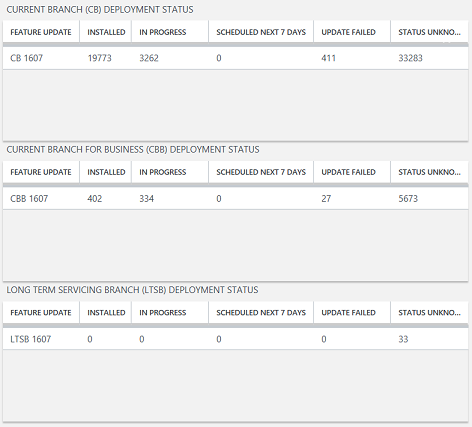 CURRENT BRANCH (CB) DEPLOYMENT STATUS
FEATURE UPDATE INSTALLED IN PROGRESS SCHEDULED NEXT 7 DAYS UPDATE FAILED STATUS UNKNO...
CB 1607 19773 3262 0 411 33283
CURRENT BRANCH FOR BUSINESS (CBB) DEPLOYMENT STATUS
FEATURE UPDATE INSTALLED IN PROGRESS SCHEDULED NEXT 7 DAYS UPDATE FAILED STATUS UNKNO...
CBB 1607 402 334 0 27 5673
LONG TERM SERVICING BRANCH (LTSB) DEPLOYMENT STATUS
FEATURE UPDATE INSTALLED IN PROGRESS SCHEDULED NEXT 7 DAYS UPDATE FAILED STATUS UNKNO...
LTSB 1607 0 0 0 0 33